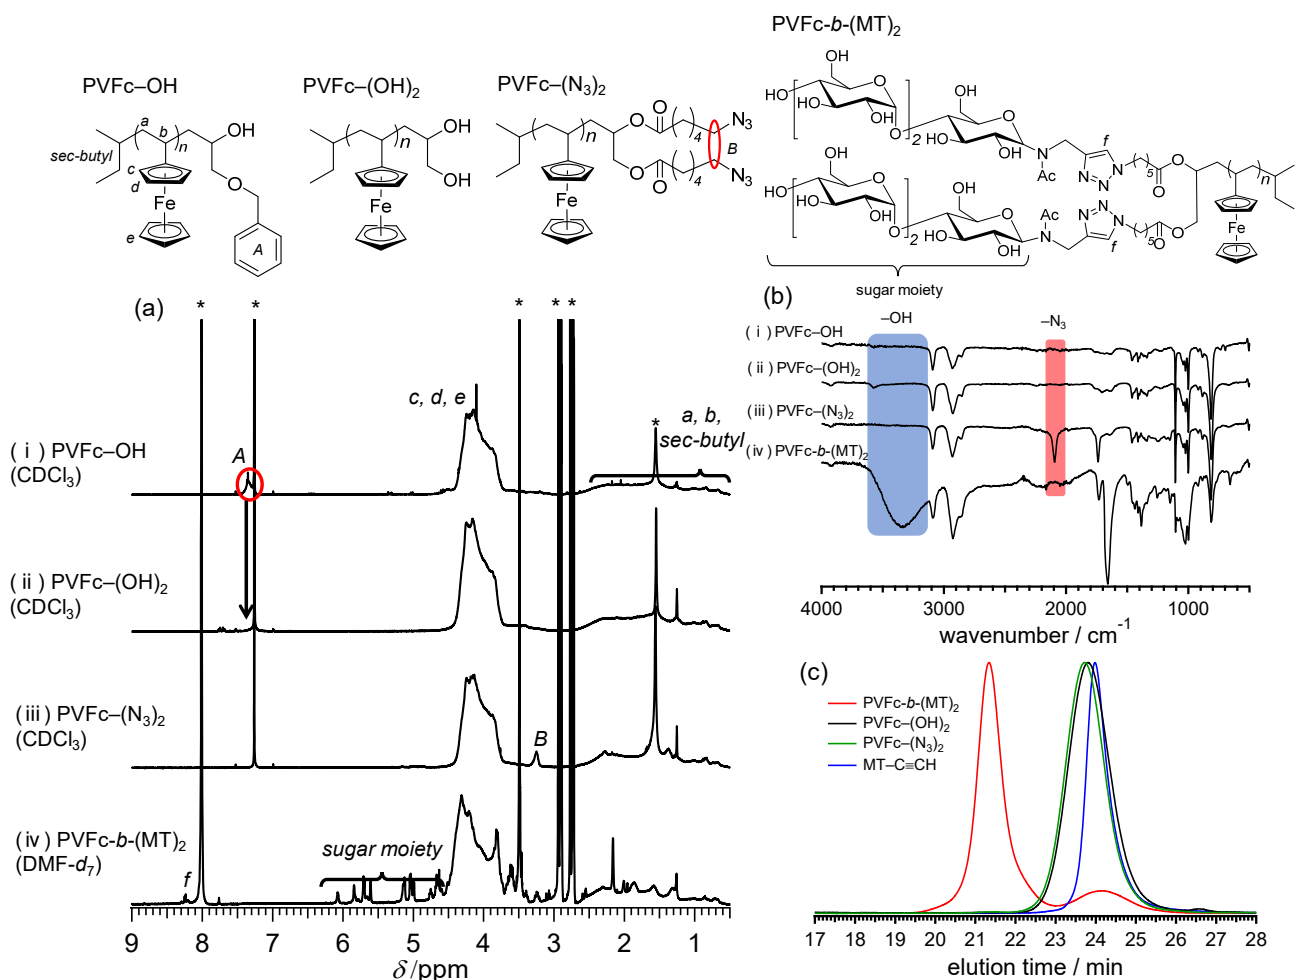 PVFc-b-(MT)2
PVFc–OH
PVFc–(OH)2
PVFc–(N3)2
a
b
n
OH
sec-butyl
c
d
e
Fe
O
A
n
OH
OH
Fe
n
O
O
O
O
4
4
N3
N3
B
Fe
OH
O
HO
HO
OH
O
2
OH
O
HO
OH
N
Ac
f
N
N
N
5
O
O
n
Fe
OH
O
HO
HO
OH
O
2
OH
O
HO
OH
Ac
N
N
N
N
f
5
O
O
sugar moiety
(a)
* * * * *
c, d, e
a, b,
sec-butyl
*
(i) PVFc–OH
(CDCl3)
A
(ii) PVFc–(OH)2
(CDCl3)
(iii) PVFc–(N3)2
(CDCl3)
B
(iv) PVFc-b-(MT)2
(DMF-d7)
sugar moiety
f
9 8 7 6 5 4 3 2 1
δ /ppm
(b)
–OH
–N3
(i) PVFc–OH
(ii) PVFc–(OH)2
(iii) PVFc–(N3)2
(iv) PVFc-b-(MT)2
4000 3000 2000 1000
wavenumber / cm-1
(c)
PVFc-b-(MT)2
PVFc–(OH)2
PVFc–(N3)2
MT–C≡CH
17 18 19 20 21 22 23 24 25 26 27 28
elution time / min